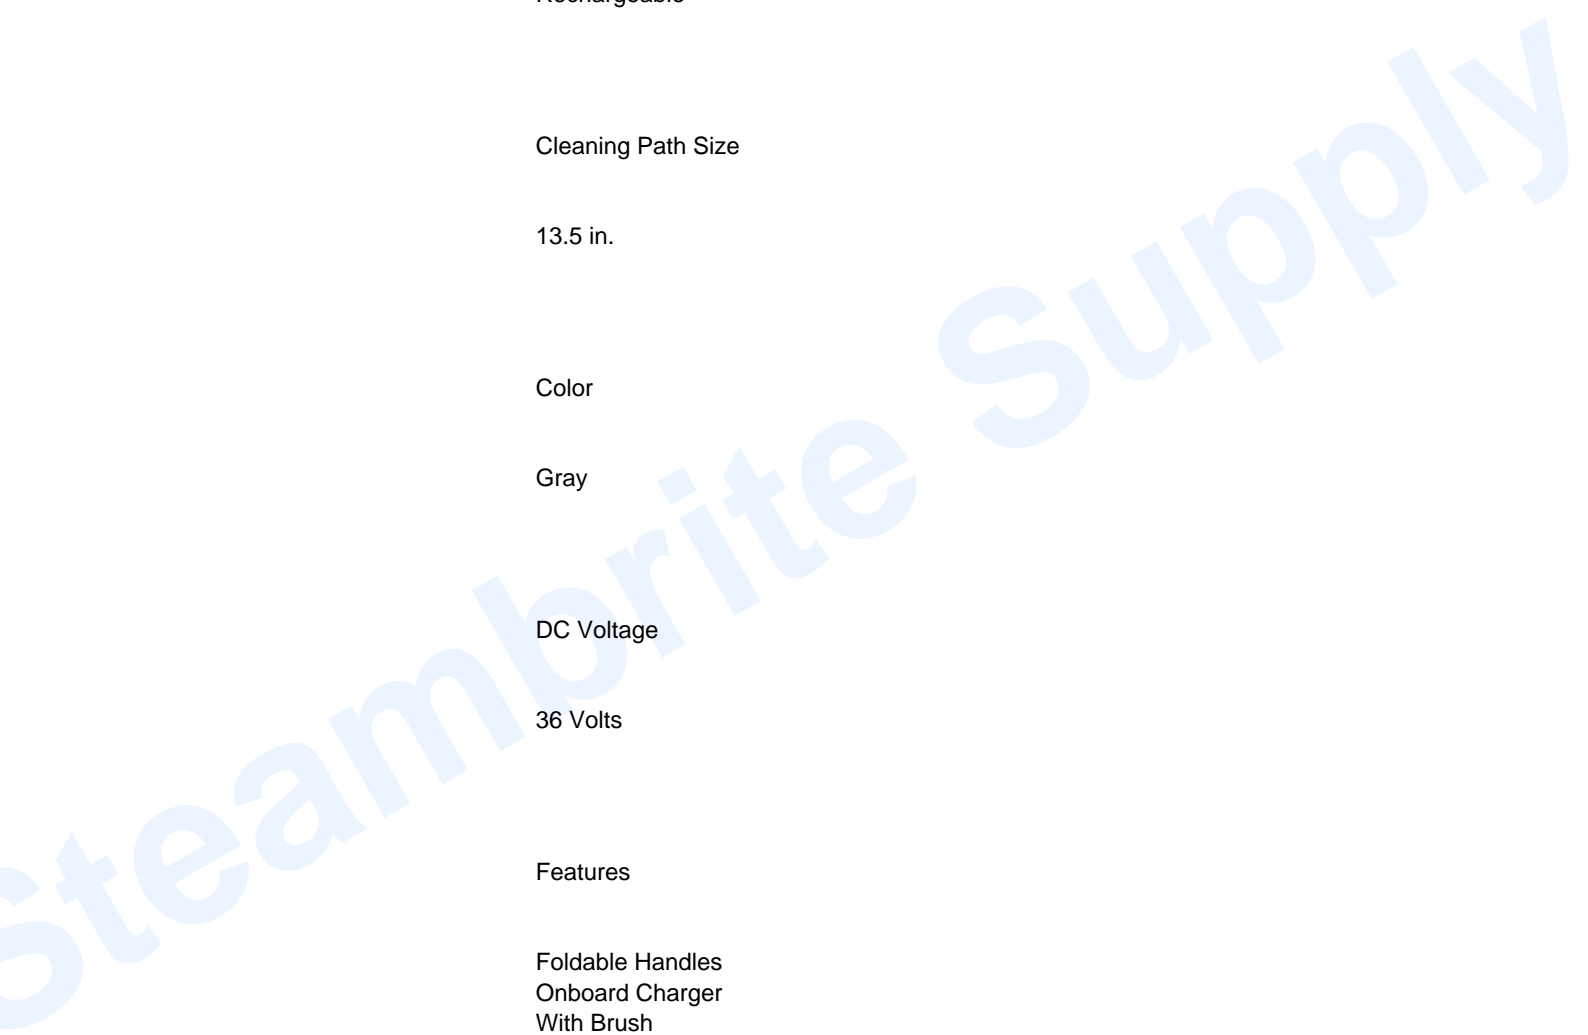 Rechargeable
Cleaning Path Size
13.5 in.
Color
Gray
DC Voltage
36 Volts
Features
Foldable Handles
Onboard Charger
With Brush
Steambrite Supply